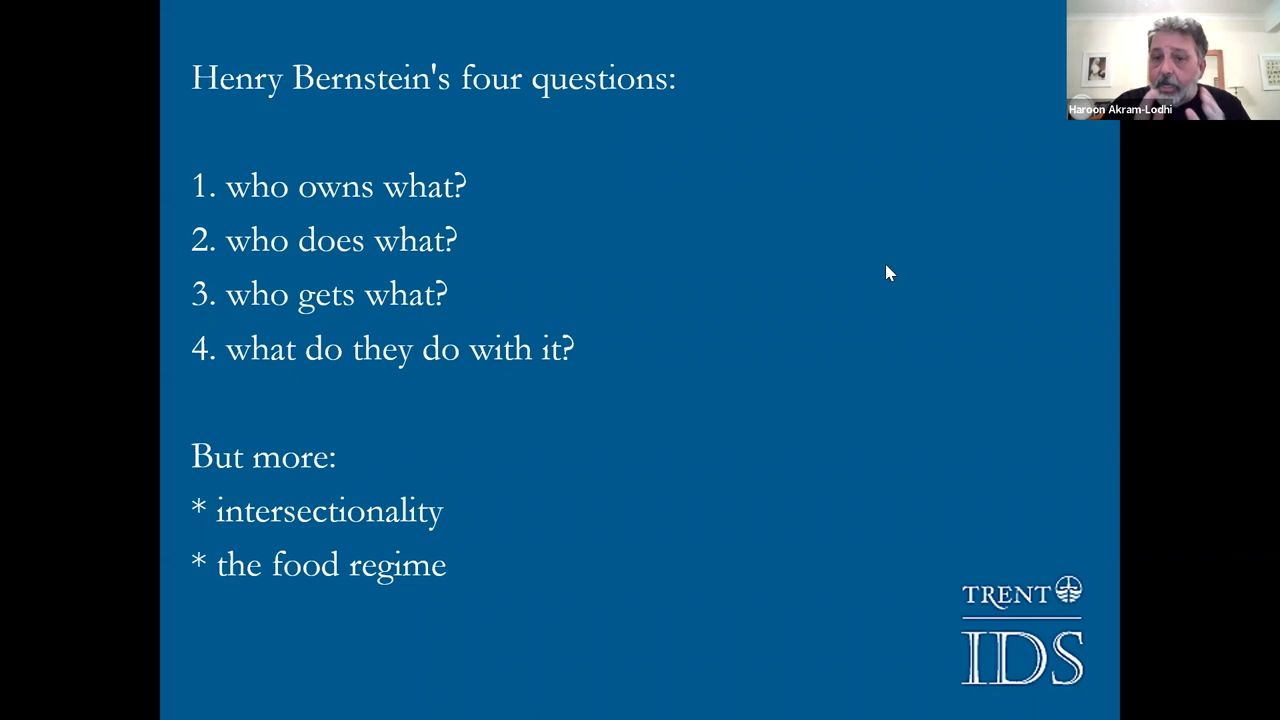 Henry Bernstein's four questions:
1. who owns what?
2. who does what?
3. who gets what?
4. what do they do with it?
But more:
* intersectionality
* the food regime
Haroon Akram-Lodhi
TRENT
IDS